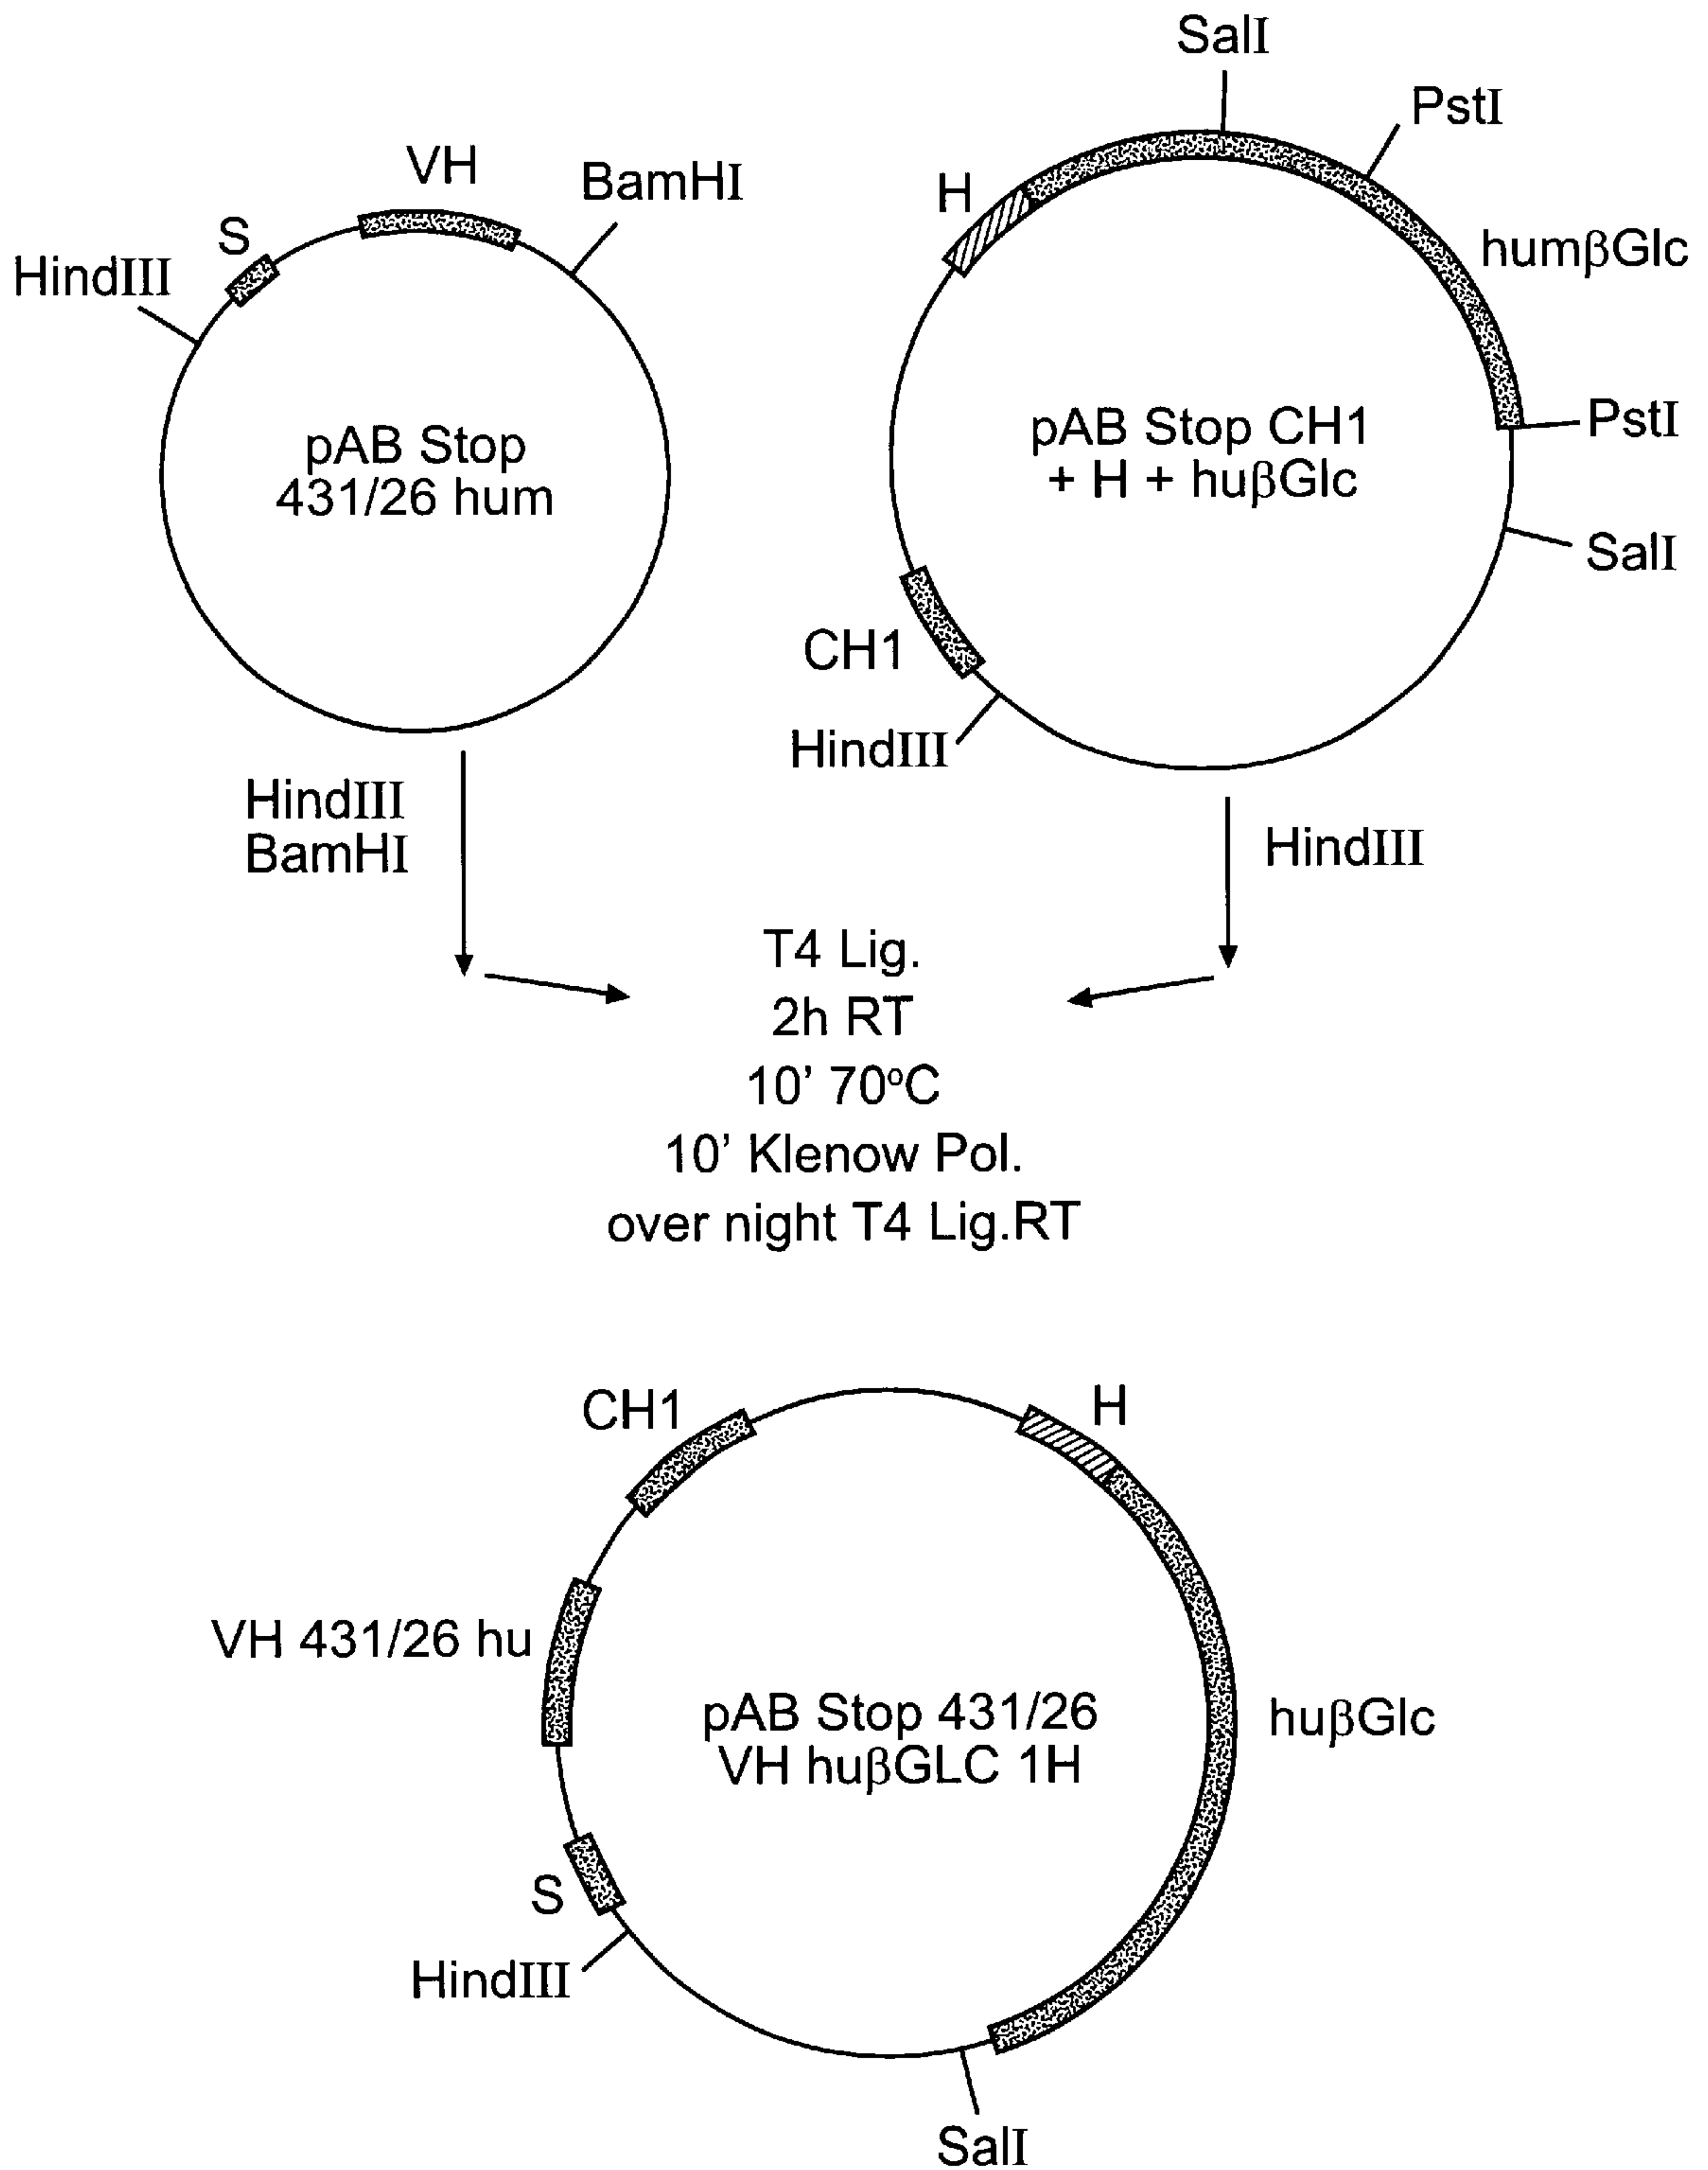 SalI
PstI
VH
BamHI
H
S
humβGlc
HindIII
PstI
pAB Stop
431/26 hum
pAB Stop CH1
+ H + huβGlc
SalI
CH1
HindIII
HindIII
BamHI
HindIII
T4 Lig.
2h RT
10’ 70ºC
10’ Klenow Pol.
over night T4 Lig.RT
CH1
H
VH 431/26 hu
pAB Stop 431/26
VH huβGLC 1H
huβGlc
S
HindIII
SalI